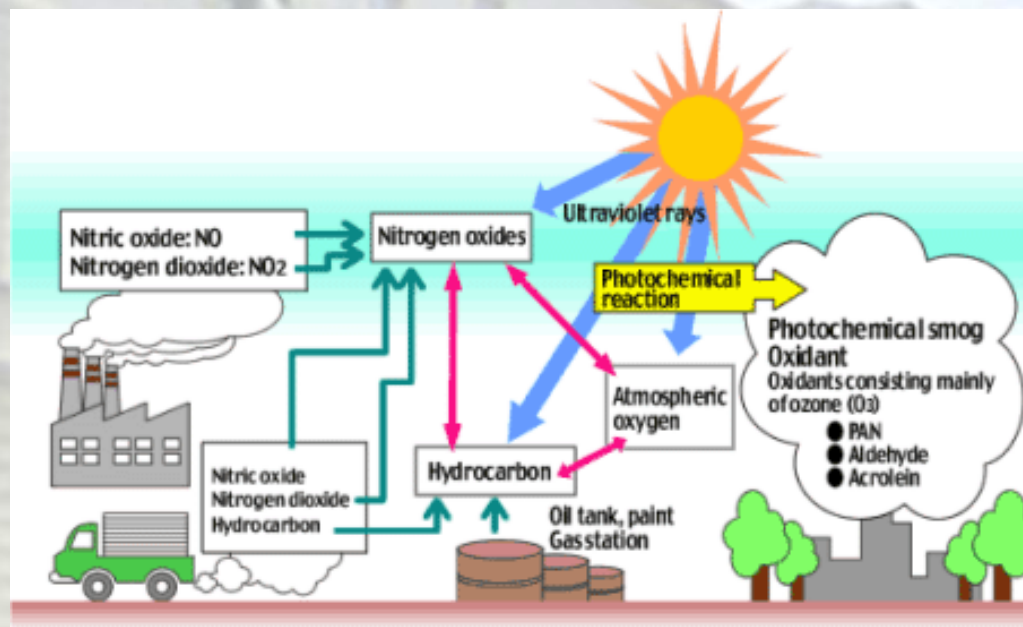 Nitric oxide: NO
Nitrogen dioxide: NO2
Nitrogen oxides
Ultraviolet rays
Photochemical
reaction
Photochemical smog
Oxidant
Oxidants consisting mainly
of ozone (O3)
● PAN
● Aldehyde
● Acrolein
Atmospheric
oxygen
Hydrocarbon
Nitric oxide
Nitrogen dioxide
Hydrocarbon
Oil tank, paint
Gas station